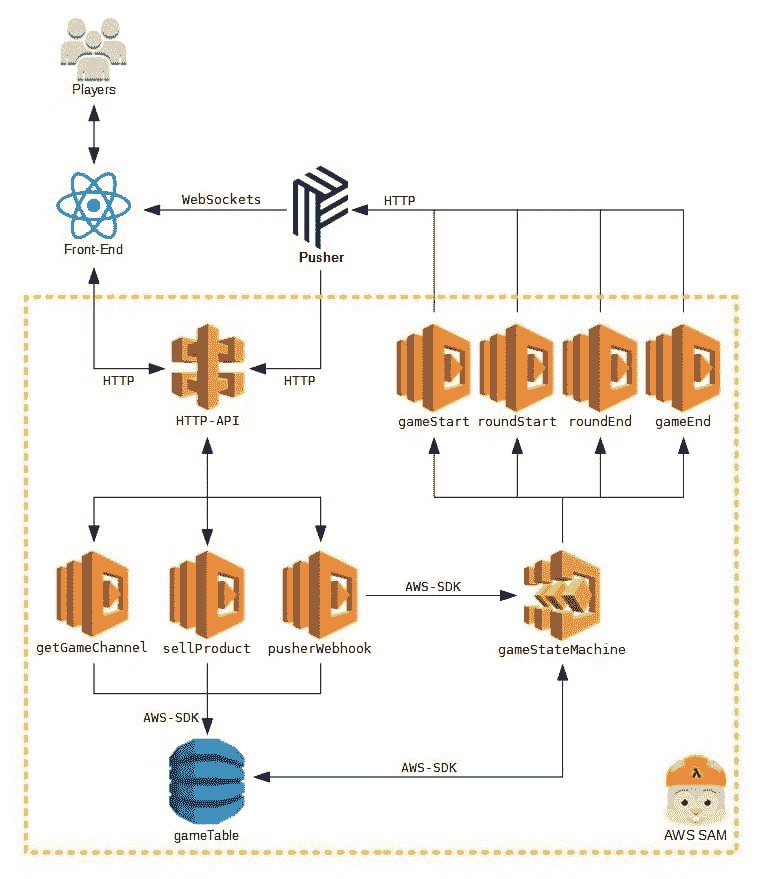 Players
WebSockets
HTTP
Front-End
Pusher
HTTP
HTTP
HTTP-API
gameStart
roundStart
roundEnd
gameEnd
AWS-SDK
getGameChannel
sellProduct
pusherWebhook
gameStateMachine
AWS-SDK
AWS-SDK
λ
gameTable
AWS SAM